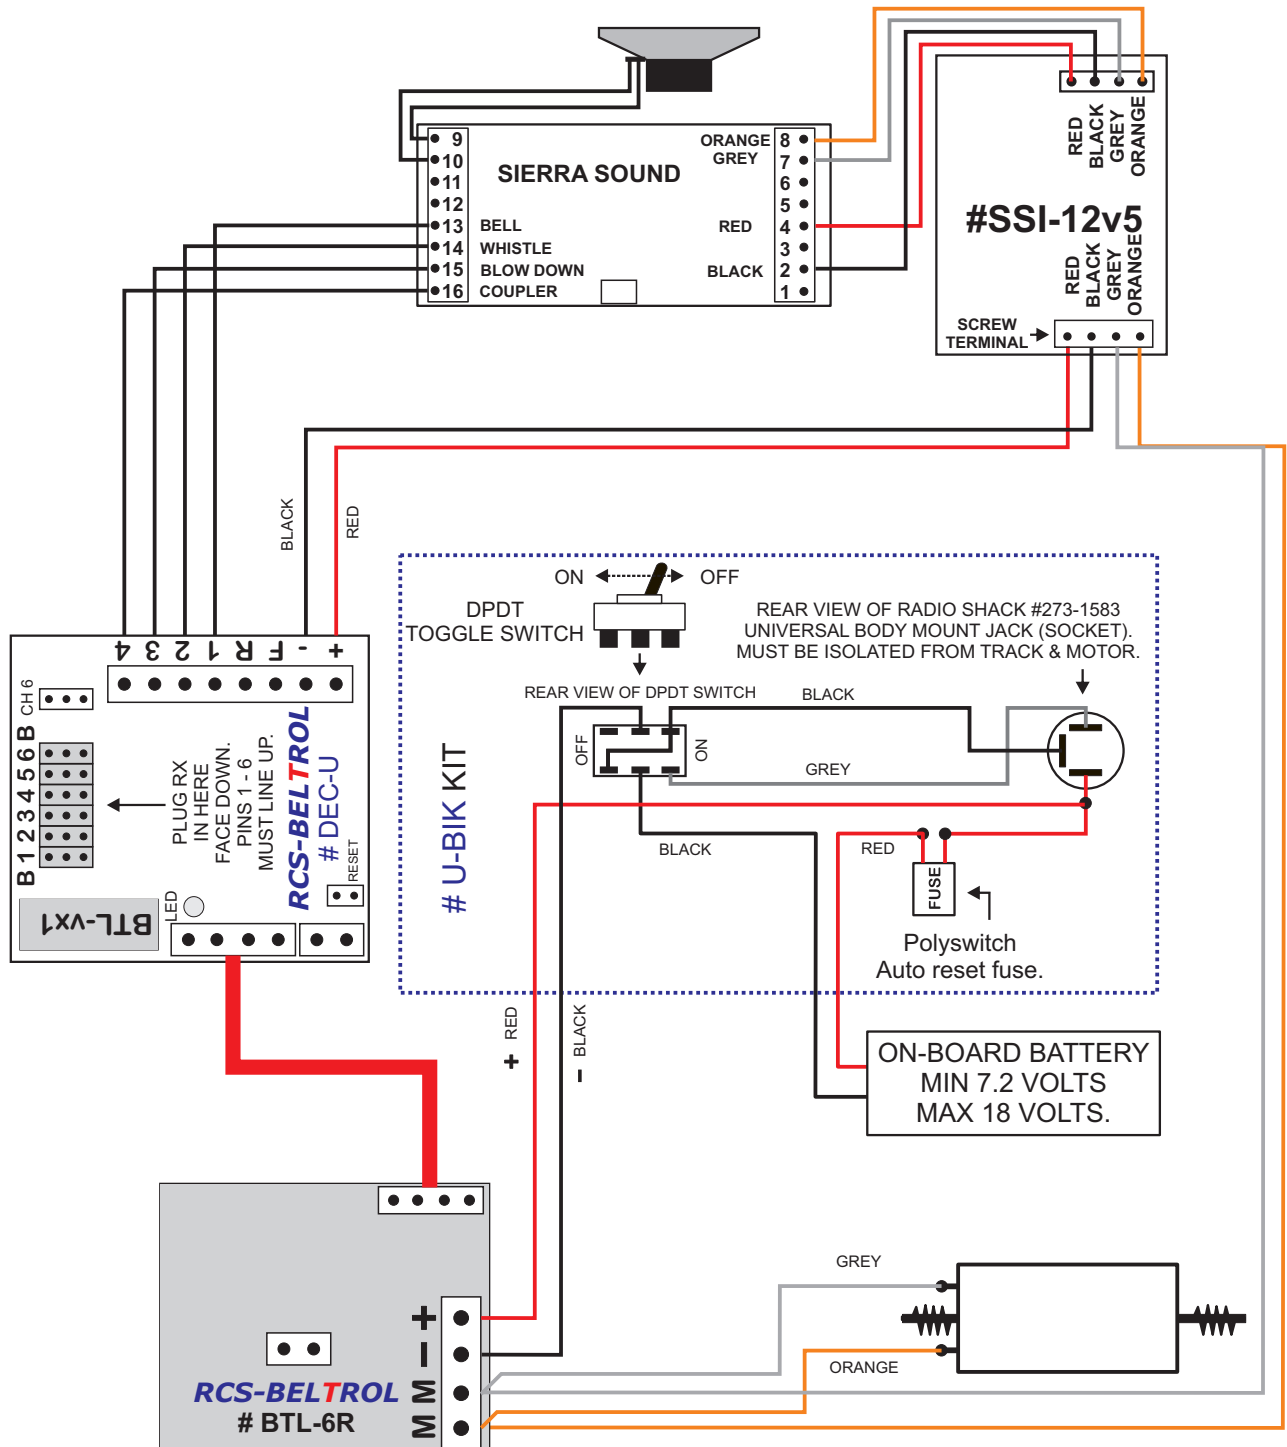 9
10
11
12
13 BELL
14 WHISTLE
15 BLOW DOWN
16 COUPLER
SIERRA SOUND
ORANGE 8
GREY 7
6
5
RED 4
3
BLACK 2
1
RED
BLACK
GREY
ORANGE
#SSI-12v5
RED
BLACK
GREY
ORANGE
SCREW
TERMINAL
BLACK
RED
ON
OFF
DPDT
TOGGLE SWITCH
REAR VIEW OF RADIO SHACK #273-1583
UNIVERSAL BODY MOUNT JACK (SOCKET).
MUST BE ISOLATED FROM TRACK & MOTOR.
REAR VIEW OF DPDT SWITCH
BLACK
OFF
ON
GREY
BLACK
RED
FUSE
Polyswitch
Auto reset fuse.
# U-BIK KIT
4 3 2 1 R F - +
CH 6
B 1 2 3 4 5 6 B
PLUG RX
IN HERE
FACE DOWN.
PINS 1 - 6
MUST LINE UP.
RCS-BELTROL
# DEC-U
RESET
LED
BTL-vx1
+ RED
- BLACK
ON-BOARD BATTERY
MIN 7.2 VOLTS
MAX 18 VOLTS.
GREY
ORANGE
+
-
M
M
RCS-BELTROL
# BTL-6R